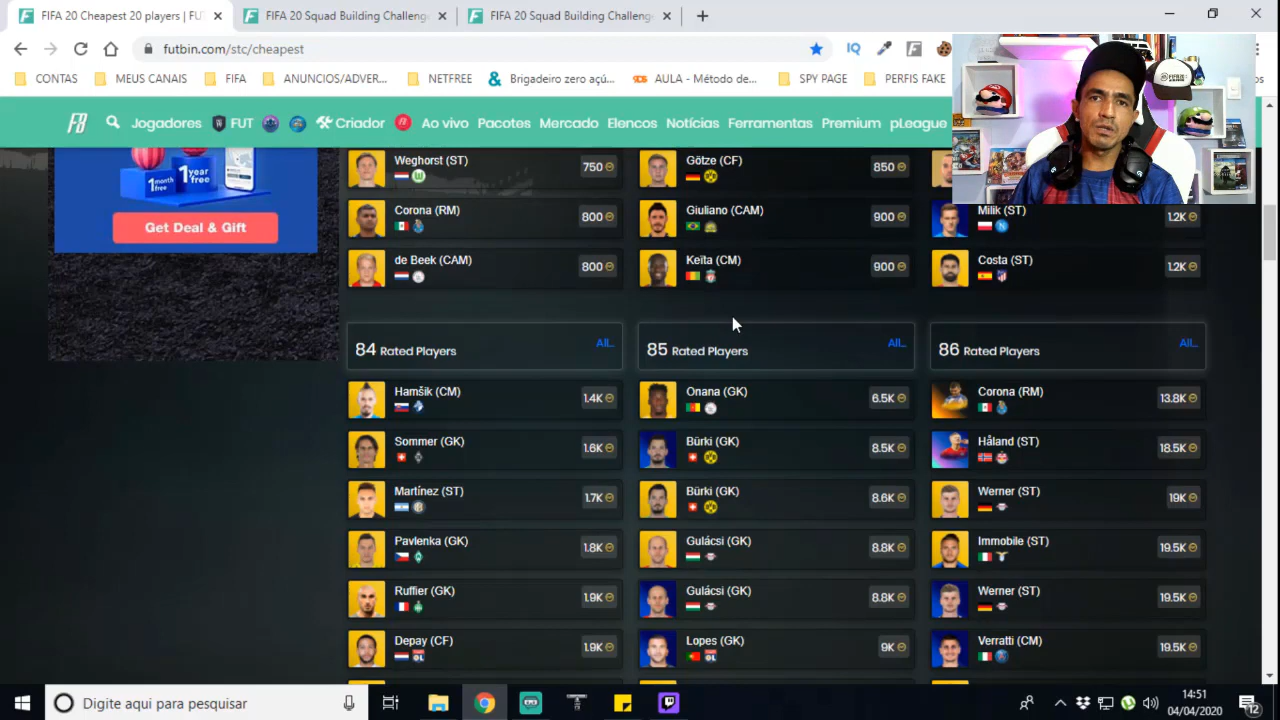 FIFA 20 Cheapest 20 players | FU
FIFA 20 Squad Building Challenge
FIFA 20 Squad Building Challenge
futbin.com/stc/cheapest
IQ
CONTAS
MEUS CANAIS
FIFA
ANUNCIOS/ADVER...
NETFREE
Brigadeiro zero açú...
AULA - Método de...
SPY PAGE
PERFIS FAKE
Jogadores
FUT
Criador
Ao vivo
Pacotes
Mercado
Elencos
Notícias
Ferramentas
Premium
pLeague
1 month free
1 year free
Get Deal & Gift
Weghorst (ST)
750
Götze (CF)
850
Corona (RM)
800
Giuliano (CAM)
900
Milik (ST)
1.2K
de Beek (CAM)
800
Keïta (CM)
900
Costa (ST)
1.2K
84 Rated Players
All...
85 Rated Players
All...
86 Rated Players
All...
Hamšik (CM)
1.4K
Onana (GK)
6.5K
Corona (RM)
13.8K
Sommer (GK)
1.6K
Bürki (GK)
8.5K
Håland (ST)
18.5K
Martínez (ST)
1.7K
Bürki (GK)
8.6K
Werner (ST)
19K
Pavlenka (GK)
1.8K
Gulácsi (GK)
8.8K
Immobile (ST)
19.5K
Ruffier (GK)
1.9K
Gulácsi (GK)
8.8K
Werner (ST)
19.5K
Depay (CF)
1.9K
Lopes (GK)
9K
Verratti (CM)
19.5K
Digite aqui para pesquisar
14:51
04/04/2020
12